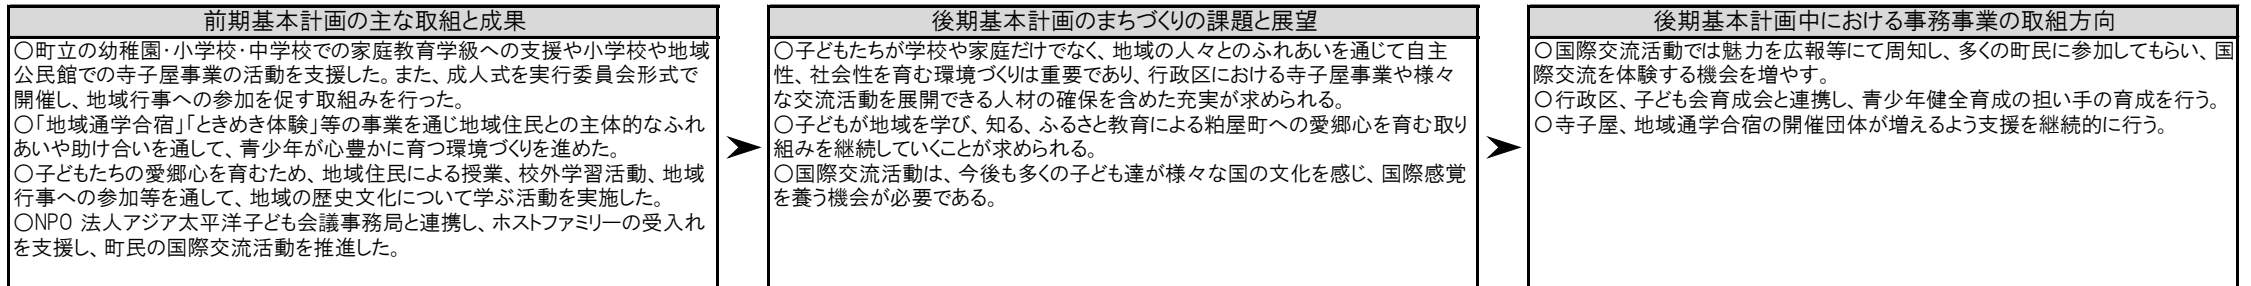 前期基本計画の主な取組と成果
○町立の幼稚園・小学校・中学校での家庭教育学級への支援や小学校や地域
公民館での寺子屋事業の活動を支援した。また、成人式を実行委員会形式で
開催し、地域行事への参加を促す取組みを行った。
○「地域通学合宿」「ときめき体験」等の事業を通じ地域住民との主体的なふれ
あいや助け合いを通して、青少年が心豊かに育つ環境づくりを進めた。
○子どもたちの愛郷心を育むため、地域住民による授業、校外学習活動、地域
行事への参加等を通して、地域の歴史文化について学ぶ活動を実施した。
○NPO 法人アジア太平洋子ども会議事務局と連携し、ホストファミリーの受入れ
を支援し、町民の国際交流活動を推進した。
後期基本計画のまちづくりの課題と展望
○子どもたちが学校や家庭だけでなく、地域の人々とのふれあいを通じて自主
性、社会性を育む環境づくりは重要であり、行政区における寺子屋事業や様々
な交流活動を展開できる人材の確保を含めた充実が求められる。
○子どもが地域を学び、知る、ふるさと教育による粕屋町への愛郷心を育む取り
組みを継続していくことが求められる。
○国際交流活動は、今後も多くの子ども達が様々な国の文化を感じ、国際感覚
を養う機会が必要である。
後期基本計画中における事務事業の取組方向
○国際交流活動では魅力を広報等にて周知し、多くの町民に参加してもらい、国
際交流を体験する機会を増やす。
○行政区、子ども会育成会と連携し、青少年健全育成の担い手の育成を行う。
○寺子屋、地域通学合宿の開催団体が増えるよう支援を継続的に行う。